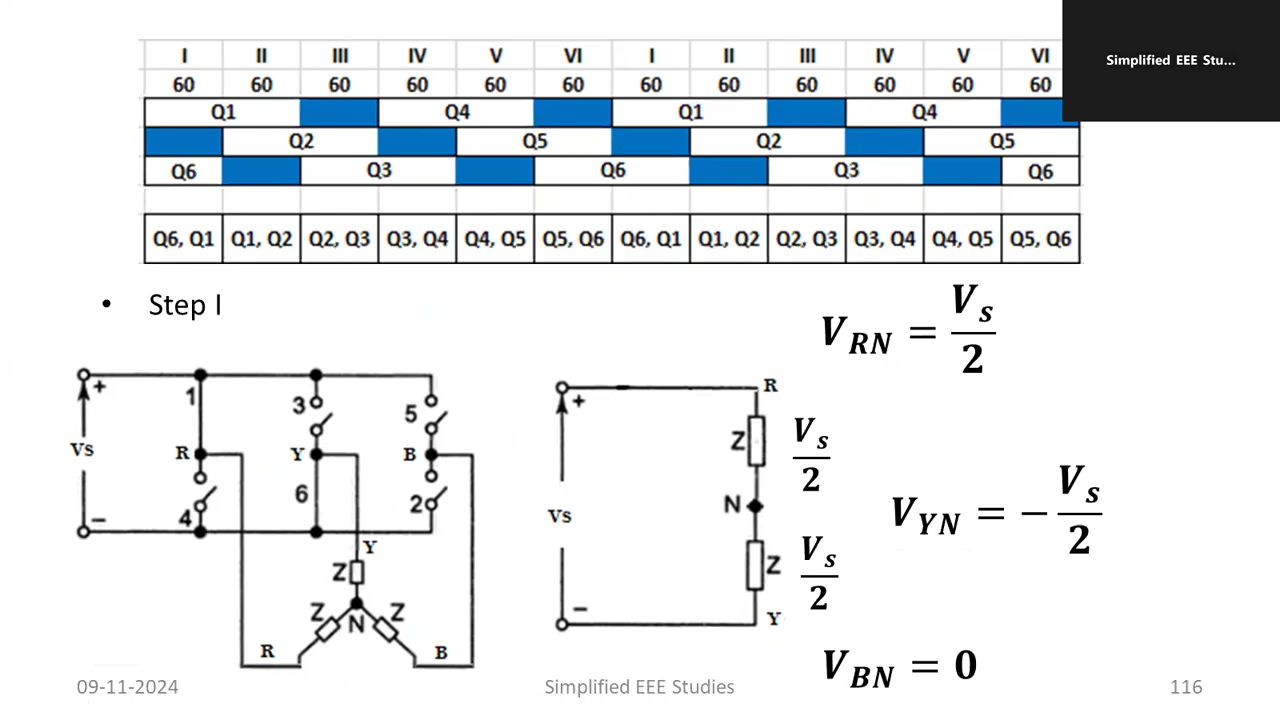 I II III IV V VI I II III IV V VI
60 60 60 60 60 60 60 60 60 60 60 60
Q1 Q4 Q1 Q4
Q2 Q5 Q2 Q5
Q6 Q3 Q6 Q3 Q6
Q6, Q1 Q1, Q2 Q2, Q3 Q3, Q4 Q4, Q5 Q5, Q6 Q6, Q1 Q1, Q2 Q2, Q3 Q3, Q4 Q4, Q5 Q5, Q6
Simplified EEE Stu...
• Step I
+
1
3
5
Vs
R
Y
B
6
2
4
−
Y
Z
Z
Z
N
R
B
R
+
Z
V_s/2
N
Vs
Z
V_s/2
−
Y
V_RN = V_s/2
V_YN = −V_s/2
V_BN = 0
09-11-2024
Simplified EEE Studies
116